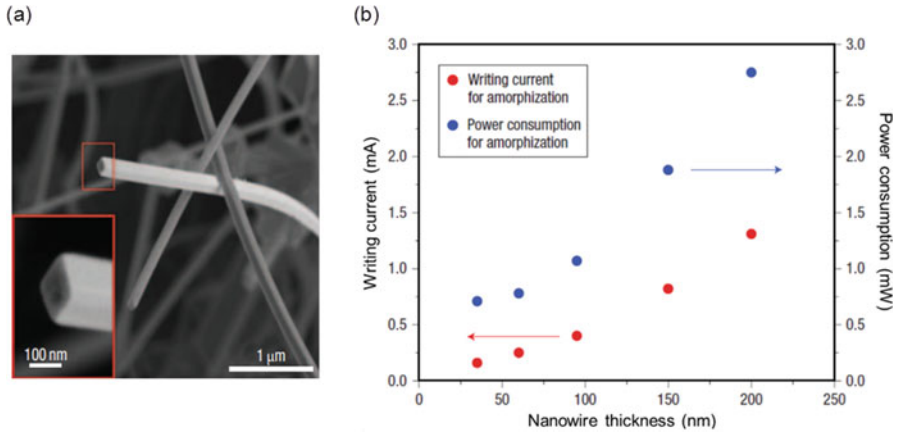 (a)
100 nm
1 μm
(b)
3.0
2.5
2.0
1.5
1.0
0.5
0.0
Writing current (mA)
Writing current
for amorphization
Power consumption
for amorphization
3.0
2.5
2.0
1.5
1.0
0.5
0.0
Power consumption (mW)
0
50
100
150
200
250
Nanowire thickness (nm)